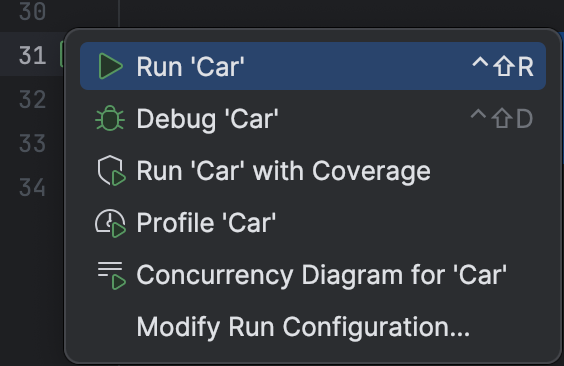 30
31
Run 'Car' ^⇧R
32
Debug 'Car' ^⇧D
33
Run 'Car' with Coverage
34
Profile 'Car'
Concurrency Diagram for 'Car'
Modify Run Configuration...